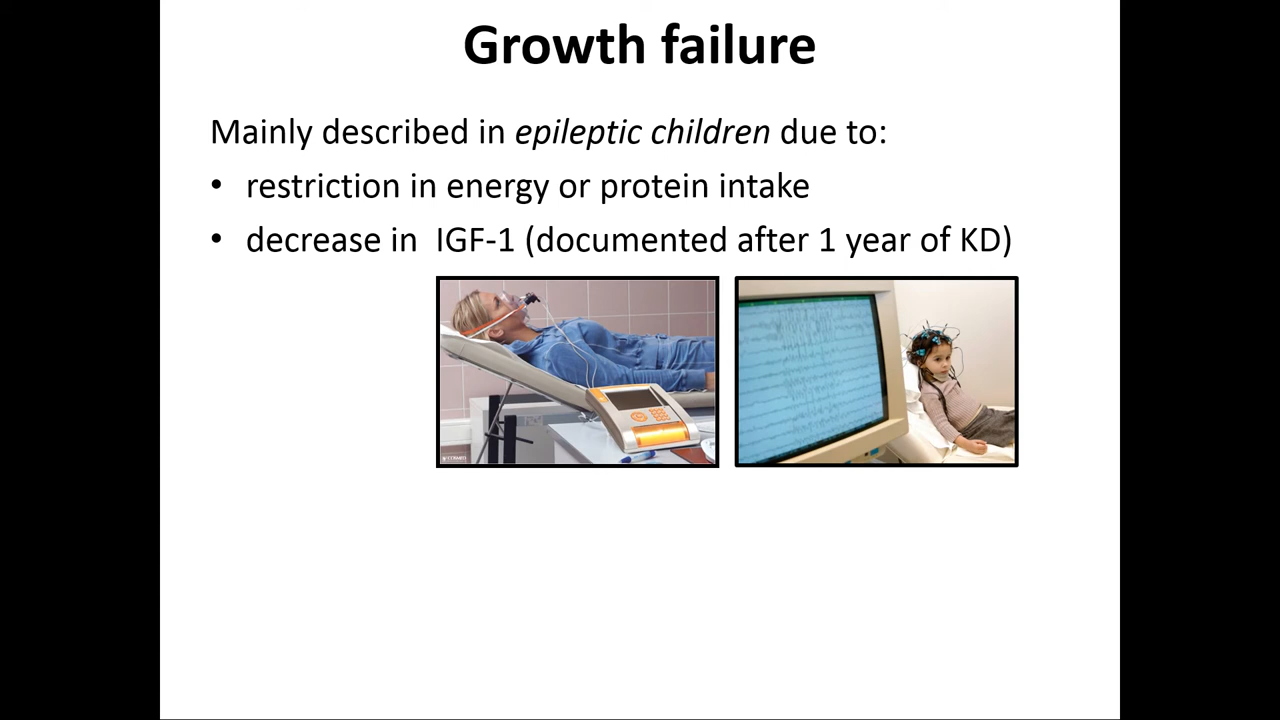 Growth failure
Mainly described in epileptic children due to:
• restriction in energy or protein intake
• decrease in  IGF-1 (documented after 1 year of KD)